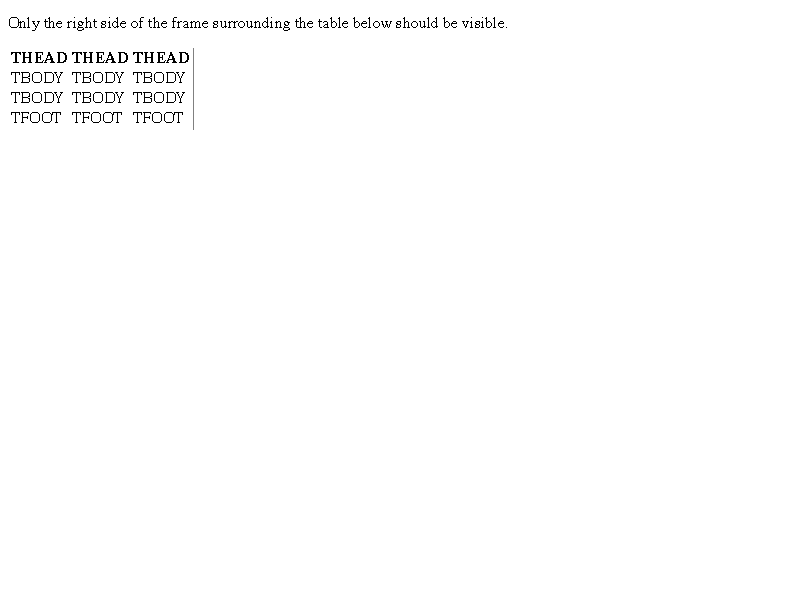 Only the right side of the frame surrounding the table below should be visible.
THEAD THEAD THEAD
TBODY TBODY TBODY
TBODY TBODY TBODY
TFOOT TFOOT TFOOT